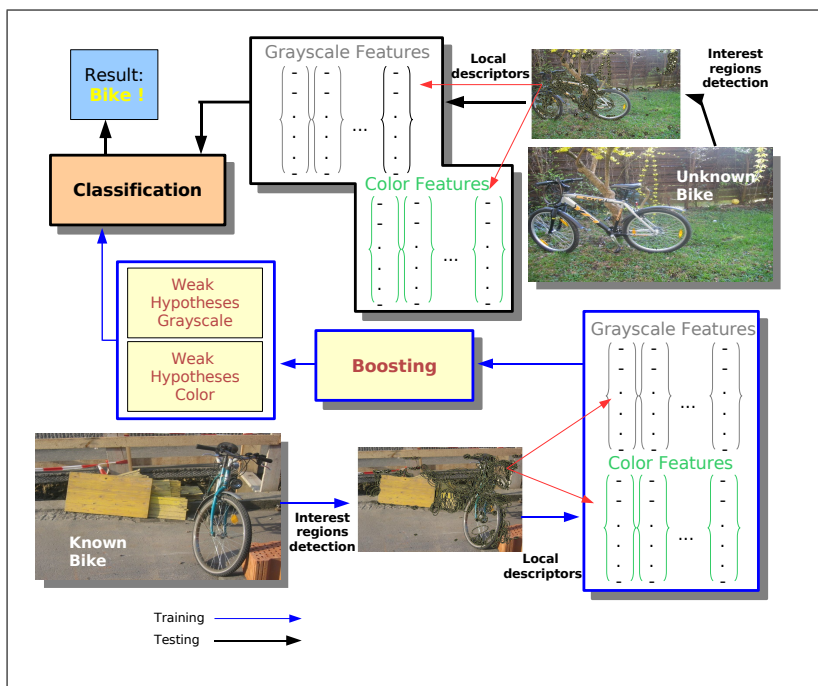 Grayscale Features
Local
descriptors
Interest
regions
detection
Result:
Bike !
...
Classification
Color Features
Unknown
Bike
...
Weak
Hypotheses
Grayscale
Weak
Hypotheses
Color
Boosting
Grayscale Features
...
Color Features
...
Known
Bike
Interest
regions
detection
Local
descriptors
Training
Testing